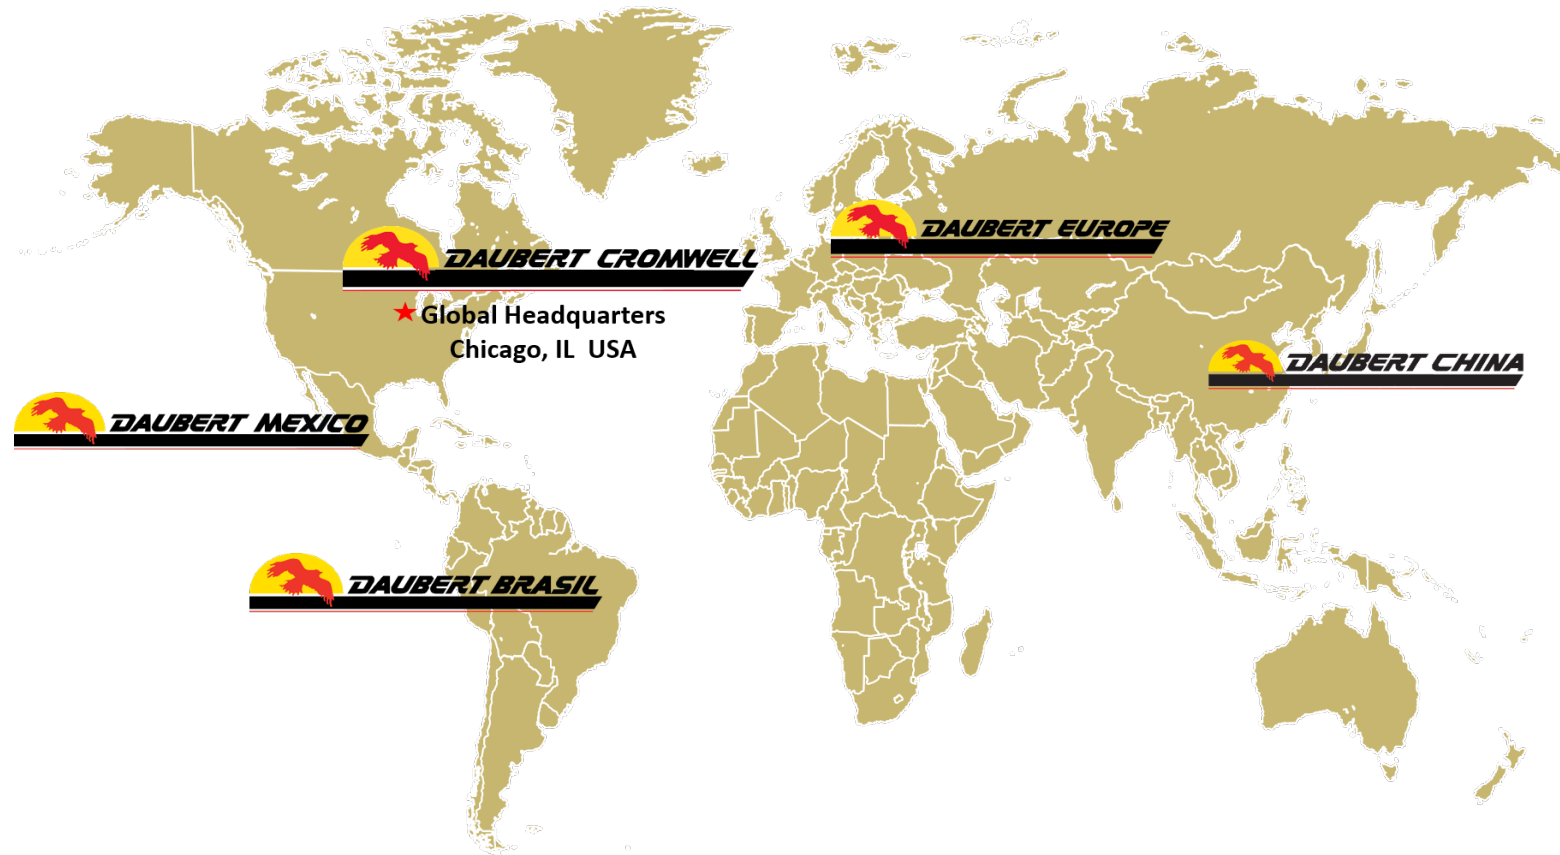 DAUBERT EUROPE
DAUBERT CROMWELL
Global Headquarters
Chicago, IL USA
DAUBERT CHINA
DAUBERT MEXICO
DAUBERT BRASIL